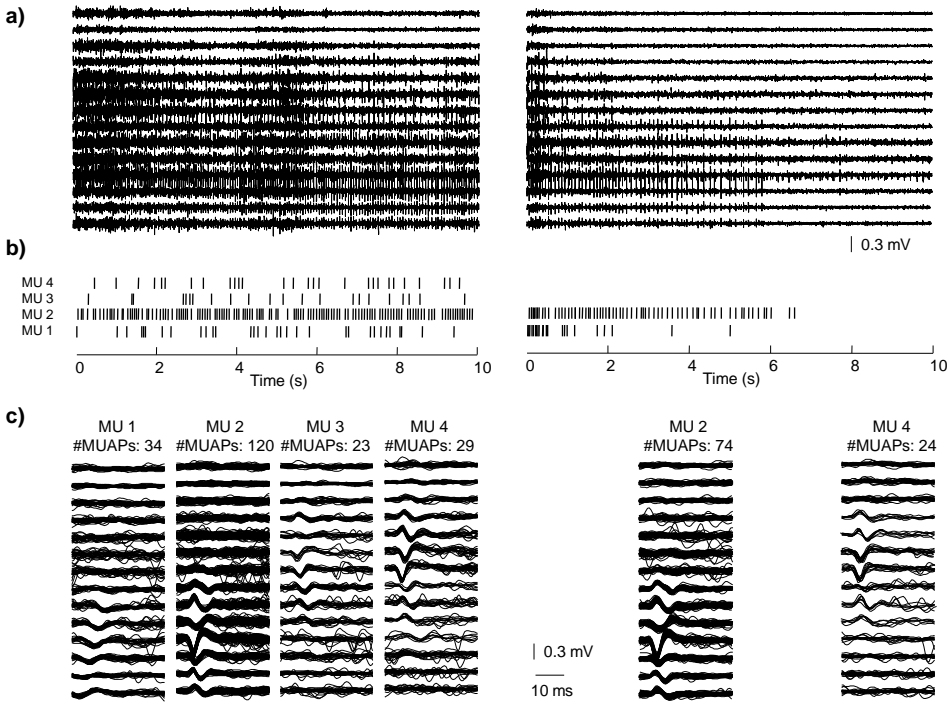 a)
0.3 mV
b)
MU 4
MU 3
MU 2
MU 1
0 2 4 6 8 10
Time (s)
0 2 4 6 8 10
Time (s)
c)
MU 1
#MUAPs: 34
MU 2
#MUAPs: 120
MU 3
#MUAPs: 23
MU 4
#MUAPs: 29
MU 2
#MUAPs: 74
MU 4
#MUAPs: 24
0.3 mV
10 ms